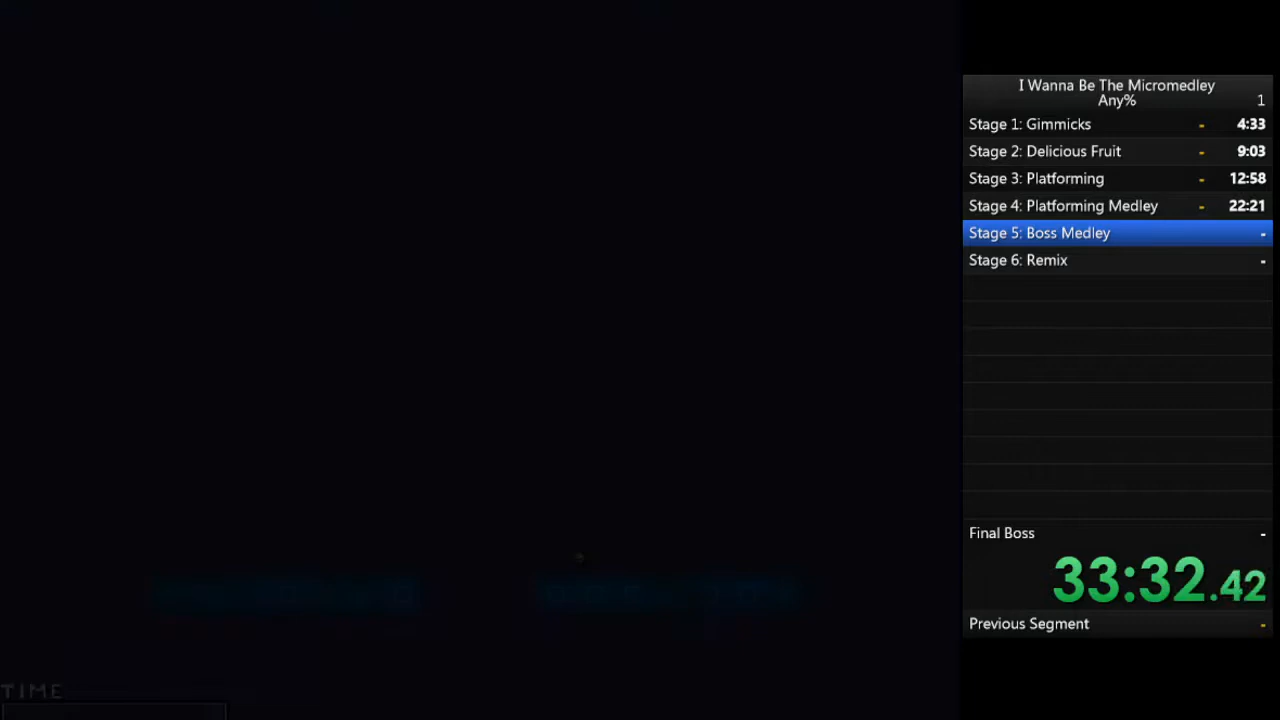 I Wanna Be The Micromedley
Any% 1
Stage 1: Gimmicks - 4:33
Stage 2: Delicious Fruit - 9:03
Stage 3: Platforming - 12:58
Stage 4: Platforming Medley - 22:21
Stage 5: Boss Medley -
Stage 6: Remix -
Final Boss -
33:32.42
Previous Segment -
TIME